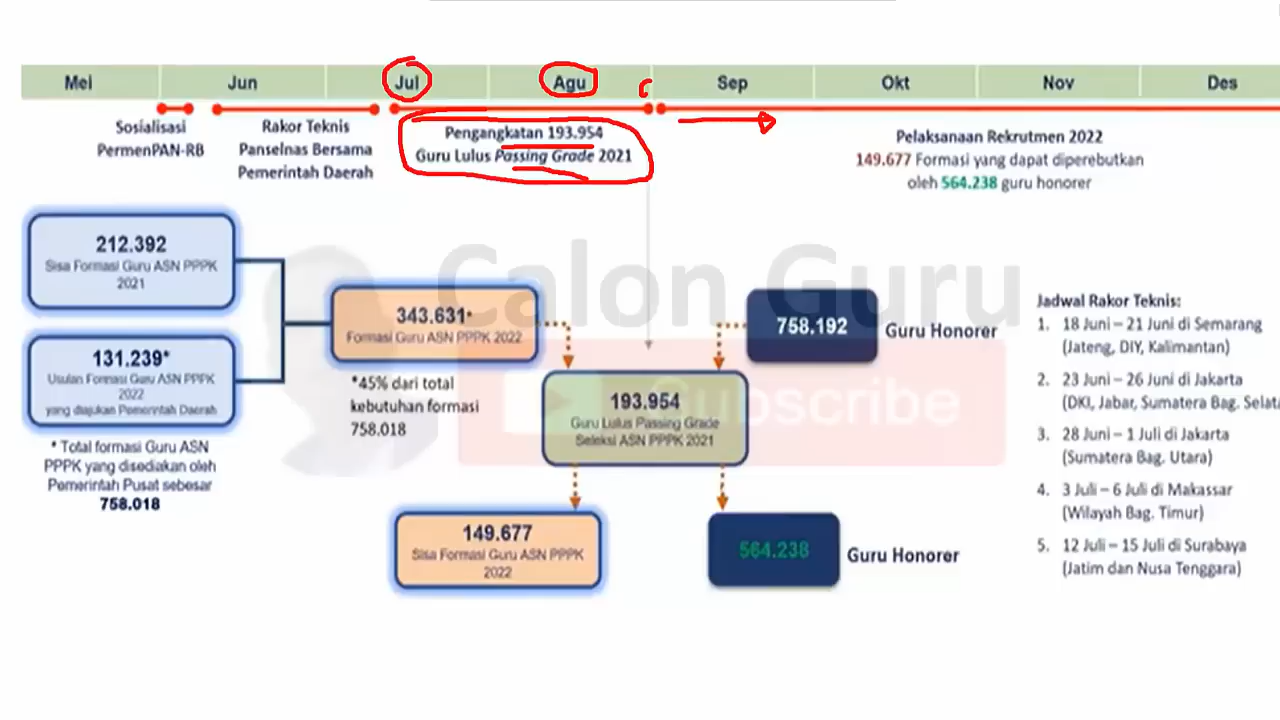 Mei Jun Jul Agu Sep Okt Nov Des
Sosialisasi
PermenPAN-RB
Rakor Teknis
Panselnas Bersama
Pemerintah Daerah
Pengangkatan 193.954
Guru Lulus Passing Grade 2021
Pelaksanaan Rekrutmen 2022
149.677 Formasi yang dapat diperebutkan
oleh 564.238 guru honorer
212.392
Sisa Formasi Guru ASN PPPK
2021
131.239*
Usulan Formasi Guru ASN PPPK
2022
yang diajukan Pemerintah Daerah
* Total formasi Guru ASN
PPPK yang disediakan oleh
Pemerintah Pusat sebesar
758.018
343.631*
Formasi Guru ASN PPPK 2022
*45% dari total
kebutuhan formasi
758.018
Calon Guru
Subscribe
758.192
Guru Honorer
193.954
Guru Lulus Passing Grade
Seleksi ASN PPPK 2021
149.677
Sisa Formasi Guru ASN PPPK
2022
564.238
Guru Honorer
Jadwal Rakor Teknis:
1. 18 Juni – 21 Juni di Semarang
(Jateng, DIY, Kalimantan)
2. 23 Juni – 26 Juni di Jakarta
(DKI, Jabar, Sumatera Bag. Selata
3. 28 Juni – 1 Juli di Jakarta
(Sumatera Bag. Utara)
4. 3 Juli – 6 Juli di Makassar
(Wilayah Bag. Timur)
5. 12 Juli – 15 Juli di Surabaya
(Jatim dan Nusa Tenggara)